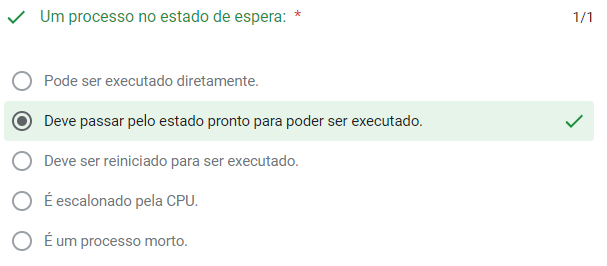 Um processo no estado de espera: * 1/1
Pode ser executado diretamente.
Deve passar pelo estado pronto para poder ser executado.
Deve ser reiniciado para ser executado.
É escalonado pela CPU.
É um processo morto.